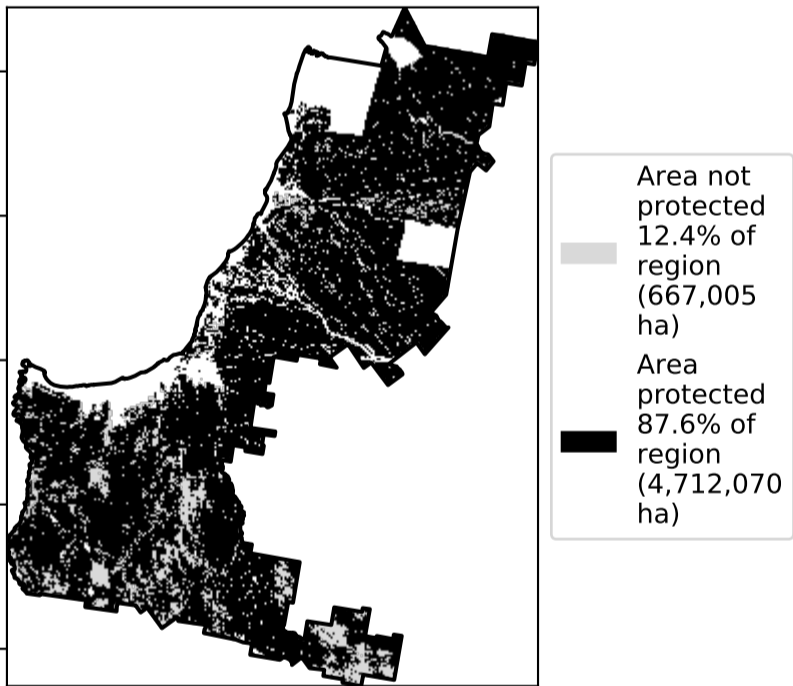 Area not
protected
12.4% of
region
(667,005
ha)
Area
protected
87.6% of
region
(4,712,070
ha)